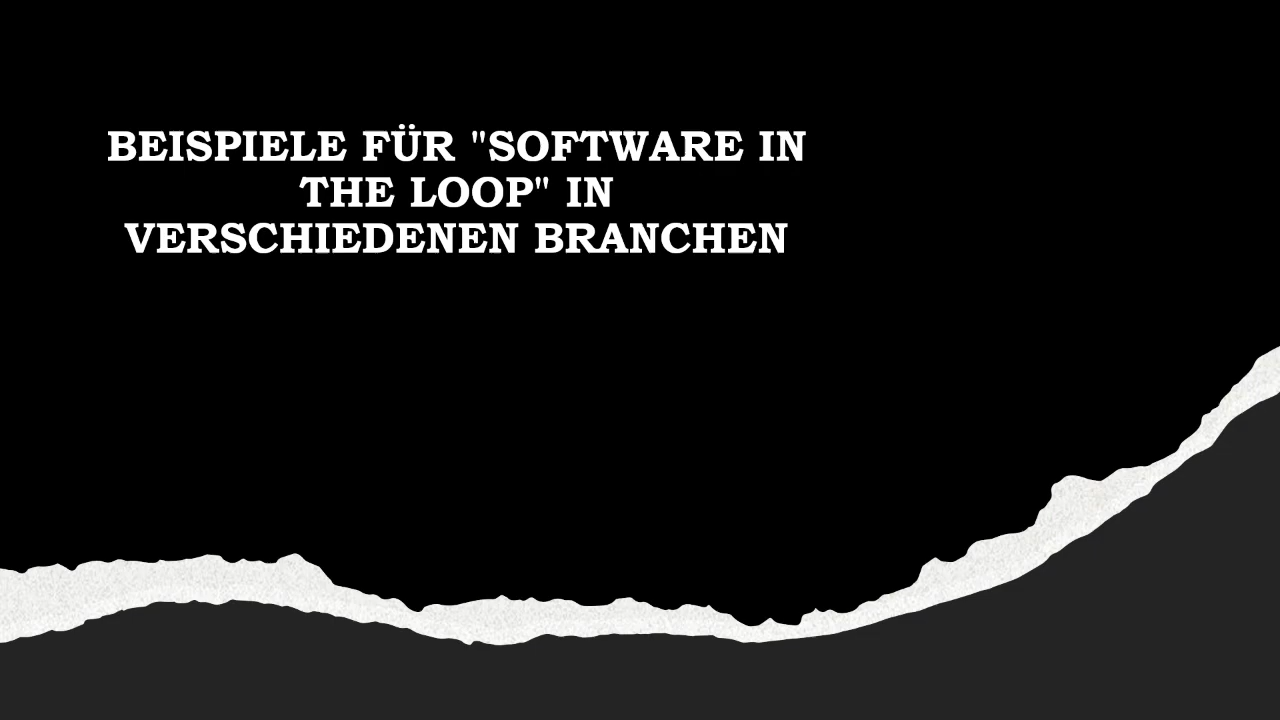 BEISPIELE FÜR "SOFTWARE IN
THE LOOP" IN
VERSCHIEDENEN BRANCHEN